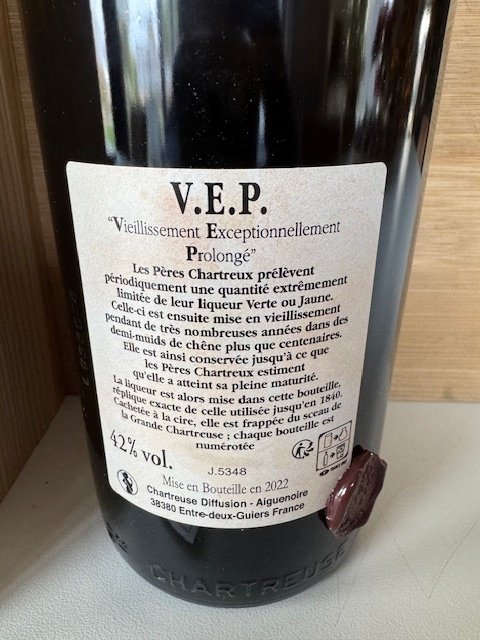 V.E.P.
"Vieillissement Exceptionnellement
Prolongé"
Les Pères Chartreux prélèvent
périodiquement une quantité extrêmement
limitée de leur liqueur Verte ou Jaune.
Celle-ci est ensuite mise en vieillissement
pendant de très nombreuses années dans des
demi-muids de chêne plus que centenaires.
Elle est ainsi conservée jusqu'à ce que
les Pères Chartreux estiment
qu'elle a atteint sa pleine maturité.
La liqueur est alors mise dans cette bouteille,
réplique exacte de celle utilisée jusqu'en 1840.
Cachetée à la cire, elle est frappée du sceau de
la Grande Chartreuse ; chaque bouteille est
numérotée
42% vol.
J.5348
Mise en Bouteille en 2022
Chartreuse Diffusion - Aiguenoire
38380 Entre-deux-Guiers France
CHARTREUSE